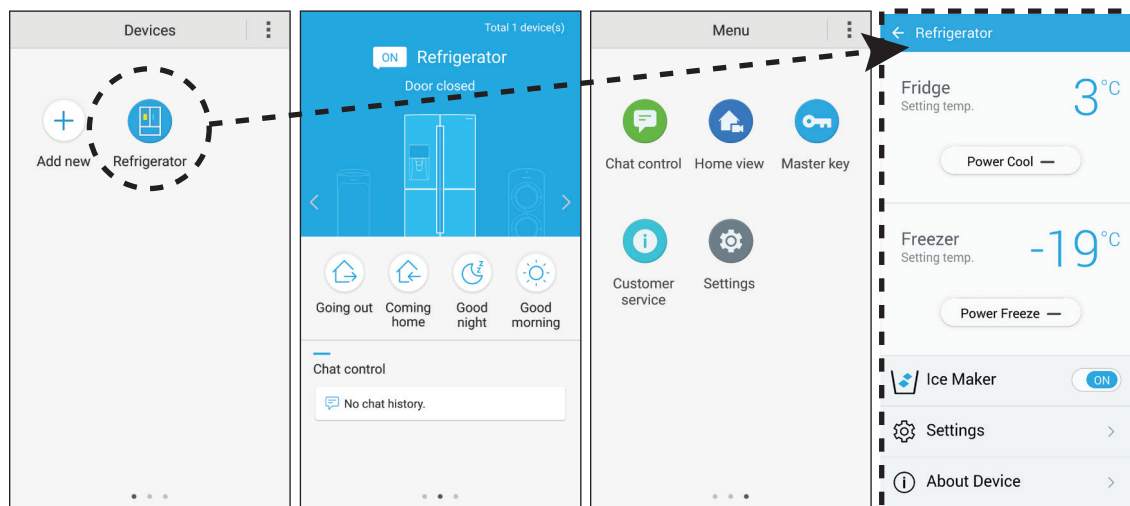 Devices
Add new
Refrigerator
Total 1 device(s)
ON Refrigerator
Door closed
Going out
Coming
home
Good
night
Good
morning
Chat control
No chat history.
Menu
Chat control
Home view
Master key
Customer
service
Settings
Refrigerator
Fridge
Setting temp.
3°C
Power Cool —
Freezer
Setting temp.
-19°C
Power Freeze —
Ice Maker
ON
Settings
About Device